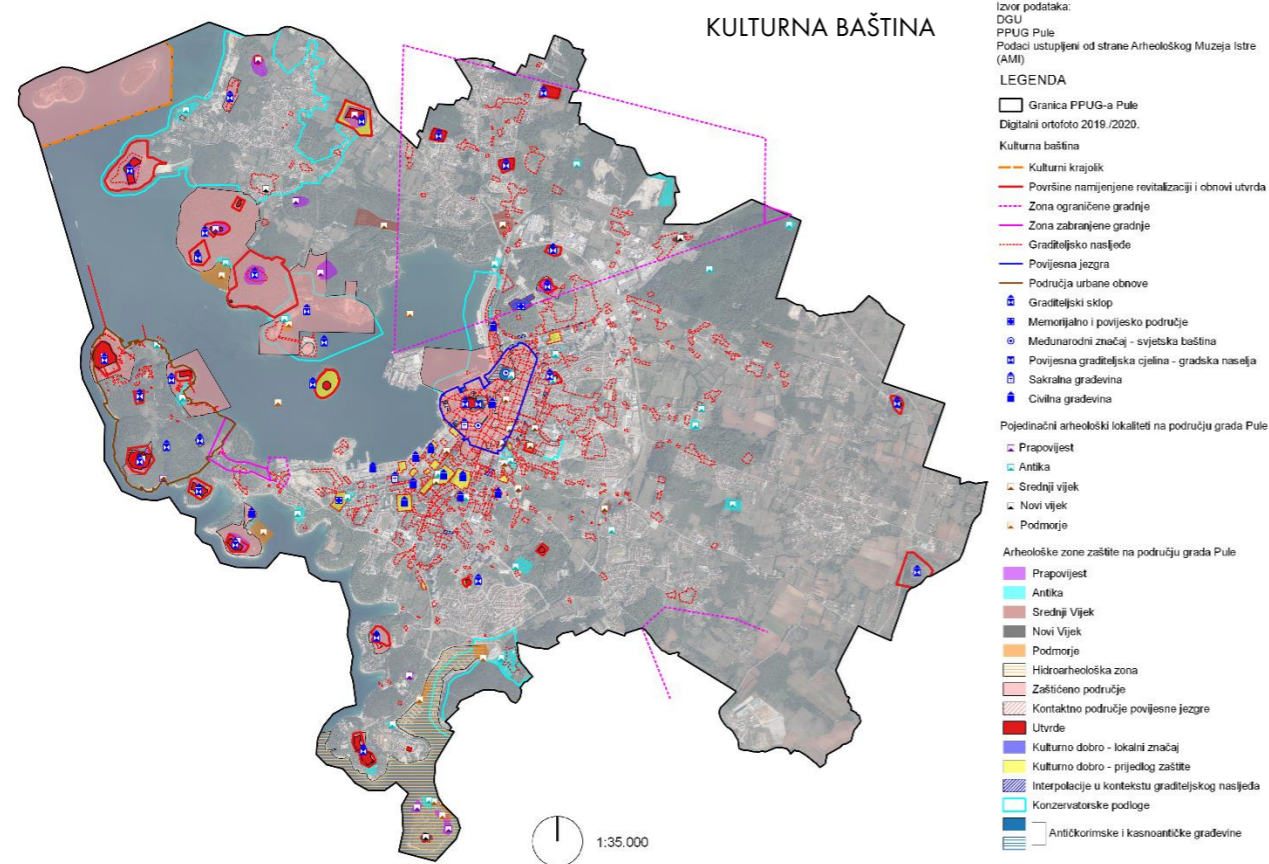 KULTURNA BAŠTINA
Izvor podataka:
DGU
PPUG Pule
Podaci ustupljeni od strane Arheološkog Muzeja Istre
(AMI)
LEGENDA
Granica PPUG-a Pule
Digitalni ortofoto 2019./2020.
Kulturna baština
Kulturni krajolik
Površine namijenjene revitalizaciji i obnovi utvrda
Zona ograničene gradnje
Zona zabranjene gradnje
Graditeljsko nasljeđe
Povijesna jezgra
Područja urbane obnove
Graditeljski sklop
Memorijalno i povijesko područje
Međunarodni značaj - svjetska baština
Povijesna graditeljska cjelina - gradska naselja
Sakralna građevina
Civilna građevina
Pojedinačni arheološki lokaliteti na području grada Pule
Prapovijest
Antika
Srednji vijek
Novi vijek
Podmorje
Arheološke zone zaštite na području grada Pule
Prapovijest
Antika
Srednji Vijek
Novi Vijek
Podmorje
Hidroarheološka zona
Zaštićeno područje
Kontaktno područje povijesne jezgre
Utvrde
Kulturno dobro - lokalni značaj
Kulturno dobro - prijedlog zaštite
Interpolacije u kontekstu graditeljskog nasljeđa
Konzervatorske podloge
Antičkorimske i kasnoantičke građevine
1:35.000